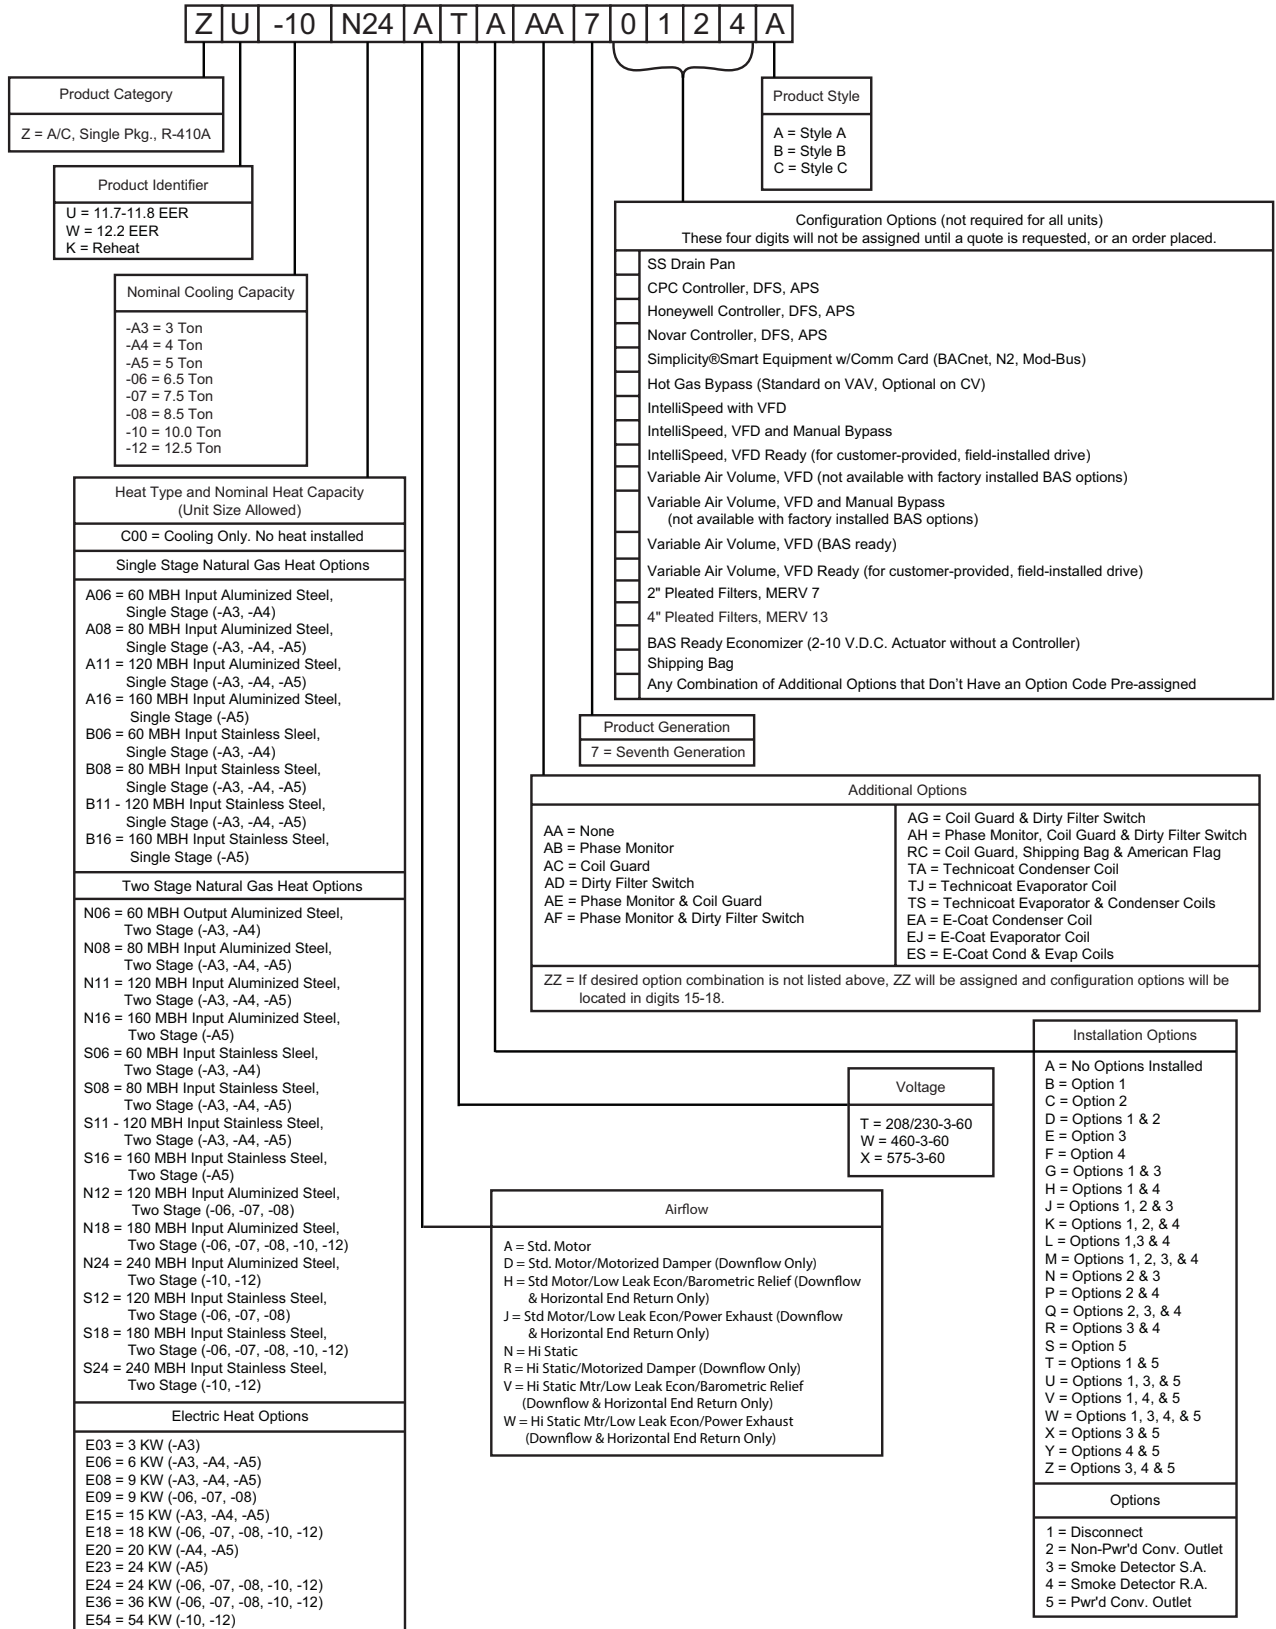 Z U -10 N24 A T A AA 7 0 1 2 4 A
Product Category
Z = A/C, Single Pkg., R-410A
Product Identifier
U = 11.7-11.8 EER
W = 12.2 EER
K = Reheat
Nominal Cooling Capacity
-A3 = 3 Ton
-A4 = 4 Ton
-A5 = 5 Ton
-06 = 6.5 Ton
-07 = 7.5 Ton
-08 = 8.5 Ton
-10 = 10.0 Ton
-12 = 12.5 Ton
Heat Type and Nominal Heat Capacity
(Unit Size Allowed)
C00 = Cooling Only. No heat installed
Single Stage Natural Gas Heat Options
A06 = 60 MBH Input Aluminized Steel,
Single Stage (-A3, -A4)
A08 = 80 MBH Input Aluminized Steel,
Single Stage (-A3, -A4, -A5)
A11 = 120 MBH Input Aluminized Steel,
Single Stage (-A3, -A4, -A5)
A16 = 160 MBH Input Aluminized Steel,
Single Stage (-A5)
B06 = 60 MBH Input Stainless Sleel,
Single Stage (-A3, -A4)
B08 = 80 MBH Input Stainless Steel,
Single Stage (-A3, -A4, -A5)
B11 - 120 MBH Input Stainless Steel,
Single Stage (-A3, -A4, -A5)
B16 = 160 MBH Input Stainless Steel,
Single Stage (-A5)
Two Stage Natural Gas Heat Options
N06 = 60 MBH Output Aluminized Steel,
Two Stage (-A3, -A4)
N08 = 80 MBH Input Aluminized Steel,
Two Stage (-A3, -A4, -A5)
N11 = 120 MBH Input Aluminized Steel,
Two Stage (-A3, -A4, -A5)
N16 = 160 MBH Input Aluminized Steel,
Two Stage (-A5)
S06 = 60 MBH Input Stainless Sleel,
Two Stage (-A3, -A4)
S08 = 80 MBH Input Stainless Steel,
Two Stage (-A3, -A4, -A5)
S11 - 120 MBH Input Stainless Steel,
Two Stage (-A3, -A4, -A5)
S16 = 160 MBH Input Stainless Steel,
Two Stage (-A5)
N12 = 120 MBH Input Aluminized Steel,
Two Stage (-06, -07, -08)
N18 = 180 MBH Input Aluminized Steel,
Two Stage (-06, -07, -08, -10, -12)
N24 = 240 MBH Input Aluminized Steel,
Two Stage (-10, -12)
S12 = 120 MBH Input Stainless Steel,
Two Stage (-06, -07, -08)
S18 = 180 MBH Input Stainless Steel,
Two Stage (-06, -07, -08, -10, -12)
S24 = 240 MBH Input Stainless Steel,
Two Stage (-10, -12)
Electric Heat Options
E03 = 3 KW (-A3)
E06 = 6 KW (-A3, -A4, -A5)
E08 = 9 KW (-A3, -A4, -A5)
E09 = 9 KW (-06, -07, -08)
E15 = 15 KW (-A3, -A4, -A5)
E18 = 18 KW (-06, -07, -08, -10, -12)
E20 = 20 KW (-A4, -A5)
E23 = 24 KW (-A5)
E24 = 24 KW (-06, -07, -08, -10, -12)
E36 = 36 KW (-06, -07, -08, -10, -12)
E54 = 54 KW (-10, -12)
Product Style
A = Style A
B = Style B
C = Style C
Configuration Options (not required for all units)
These four digits will not be assigned until a quote is requested, or an order placed.
SS Drain Pan
CPC Controller, DFS, APS
Honeywell Controller, DFS, APS
Novar Controller, DFS, APS
Simplicity®Smart Equipment w/Comm Card (BACnet, N2, Mod-Bus)
Hot Gas Bypass (Standard on VAV, Optional on CV)
IntelliSpeed with VFD
IntelliSpeed, VFD and Manual Bypass
IntelliSpeed, VFD Ready (for customer-provided, field-installed drive)
Variable Air Volume, VFD (not available with factory installed BAS options)
Variable Air Volume, VFD and Manual Bypass
(not available with factory installed BAS options)
Variable Air Volume, VFD (BAS ready)
Variable Air Volume, VFD Ready (for customer-provided, field-installed drive)
2" Pleated Filters, MERV 7
4" Pleated Filters, MERV 13
BAS Ready Economizer (2-10 V.D.C. Actuator without a Controller)
Shipping Bag
Any Combination of Additional Options that Don't Have an Option Code Pre-assigned
Product Generation
7 = Seventh Generation
Additional Options
AA = None
AB = Phase Monitor
AC = Coil Guard
AD = Dirty Filter Switch
AE = Phase Monitor & Coil Guard
AF = Phase Monitor & Dirty Filter Switch
AG = Coil Guard & Dirty Filter Switch
AH = Phase Monitor, Coil Guard & Dirty Filter Switch
RC = Coil Guard, Shipping Bag & American Flag
TA = Technicoat Condenser Coil
TJ = Technicoat Evaporator Coil
TS = Technicoat Evaporator & Condenser Coils
EA = E-Coat Condenser Coil
EJ = E-Coat Evaporator Coil
ES = E-Coat Cond & Evap Coils
ZZ = If desired option combination is not listed above, ZZ will be assigned and configuration options will be
located in digits 15-18.
Installation Options
A = No Options Installed
B = Option 1
C = Option 2
D = Options 1 & 2
E = Option 3
F = Option 4
G = Options 1 & 3
H = Options 1 & 4
J = Options 1, 2 & 3
K = Options 1, 2, & 4
L = Options 1,3 & 4
M = Options 1, 2, 3, & 4
N = Options 2 & 3
P = Options 2 & 4
Q = Options 2, 3, & 4
R = Options 3 & 4
S = Option 5
T = Options 1 & 5
U = Options 1, 3, & 5
V = Options 1, 4, & 5
W = Options 1, 3, 4, & 5
X = Options 3 & 5
Y = Options 4 & 5
Z = Options 3, 4 & 5
Options
1 = Disconnect
2 = Non-Pwr'd Conv. Outlet
3 = Smoke Detector S.A.
4 = Smoke Detector R.A.
5 = Pwr'd Conv. Outlet
Voltage
T = 208/230-3-60
W = 460-3-60
X = 575-3-60
Airflow
A = Std. Motor
D = Std. Motor/Motorized Damper (Downflow Only)
H = Std Motor/Low Leak Econ/Barometric Relief (Downflow
& Horizontal End Return Only)
J = Std Motor/Low Leak Econ/Power Exhaust (Downflow
& Horizontal End Return Only)
N = Hi Static
R = Hi Static/Motorized Damper (Downflow Only)
V = Hi Static Mtr/Low Leak Econ/Barometric Relief
(Downflow & Horizontal End Return Only)
W = Hi Static Mtr/Low Leak Econ/Power Exhaust
(Downflow & Horizontal End Return Only)